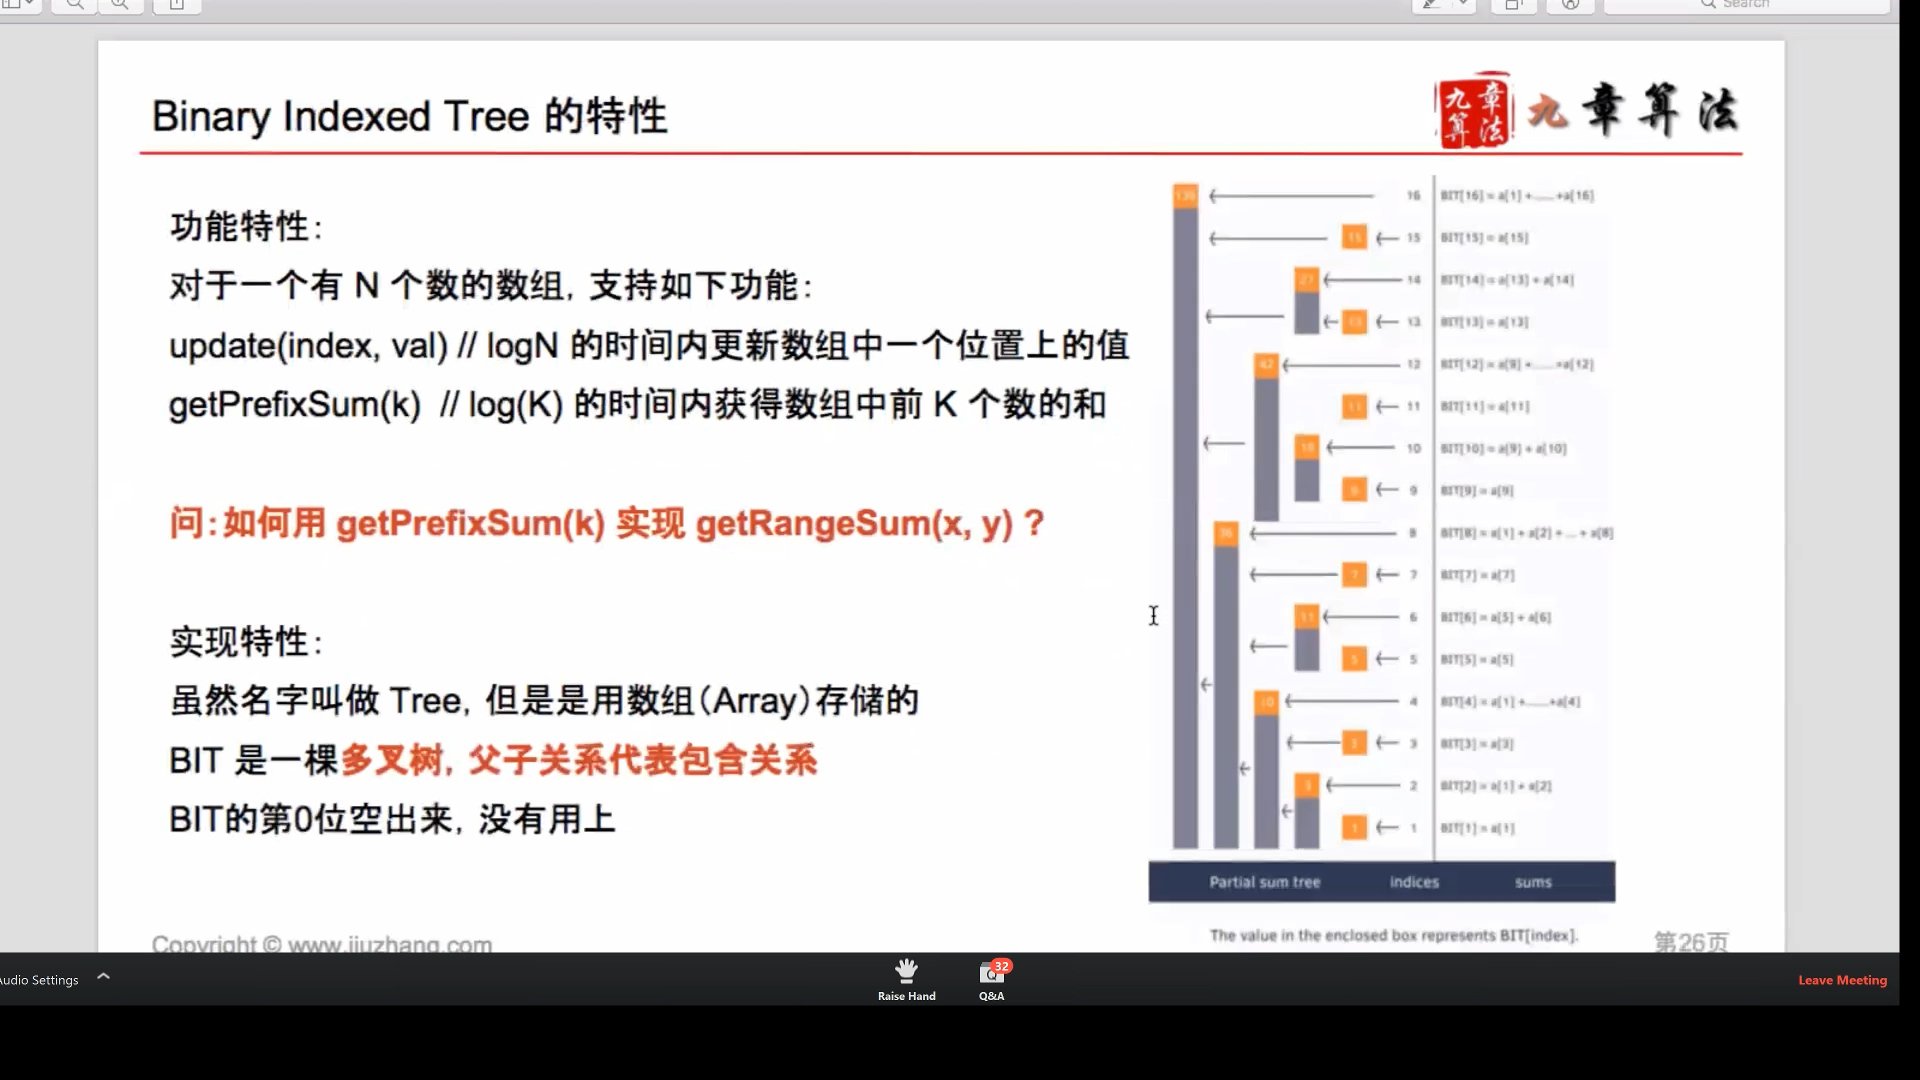 Search
Binary Indexed Tree 的特性
九章算法
九章算法
功能特性：
对于一个有 N 个数的数组，支持如下功能：
update(index, val) // logN 的时间内更新数组中一个位置上的值
getPrefixSum(k) // log(K) 的时间内获得数组中前 K 个数的和
问：如何用 getPrefixSum(k) 实现 getRangeSum(x, y)？
实现特性：
虽然名字叫做 Tree，但是是用数组（Array）存储的
BIT 是一棵多叉树，父子关系代表包含关系
BIT的第0位空出来，没有用上
16 BIT[16] = a[1] +......+a[16]
15 15 BIT[15] = a[15]
27 14 BIT[14] = a[13] + a[14]
13 13 BIT[13] = a[13]
42 12 BIT[12] = a[9] +......+a[12]
11 11 BIT[11] = a[11]
19 10 BIT[10] = a[9] + a[10]
9 9 BIT[9] = a[9]
36 8 BIT[8] = a[1] + a[2] + ... + a[8]
7 7 BIT[7] = a[7]
11 6 BIT[6] = a[5] + a[6]
5 5 BIT[5] = a[5]
10 4 BIT[4] = a[1] +......+a[4]
3 3 BIT[3] = a[3]
3 2 BIT[2] = a[1] + a[2]
1 1 BIT[1] = a[1]
Partial sum tree indices sums
The value in the enclosed box represents BIT[index].
Copyright © www.jiuzhang.com
第26页
Audio Settings
Raise Hand
32
Q&A
Leave Meeting